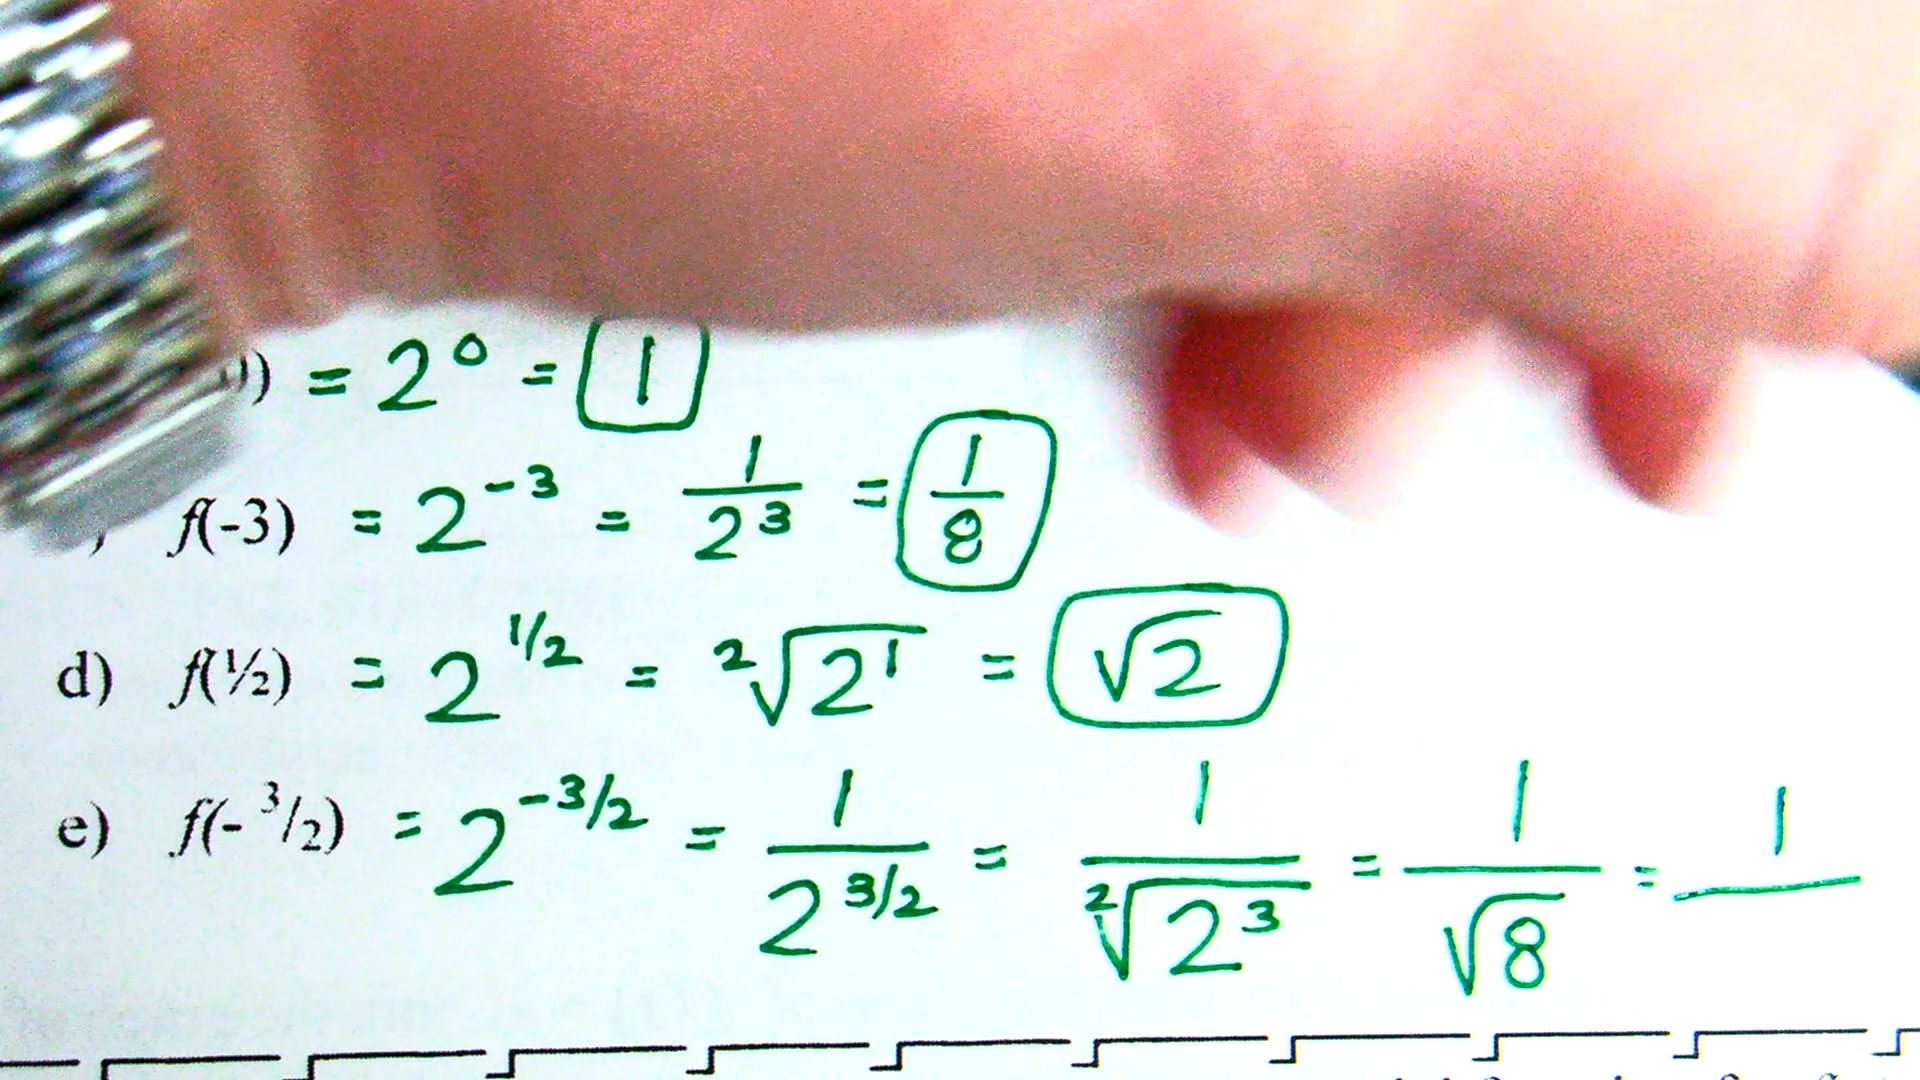 ) = 2⁰ = 1
f(-3) = 2⁻³ = 1/2³ = 1/8
d) f(½) = 2^(1/2) = ²√2¹ = √2
e) f(-3/2) = 2^(-3/2) = 1/2^(3/2) = 1/²√2³ = 1/√8 = 1/